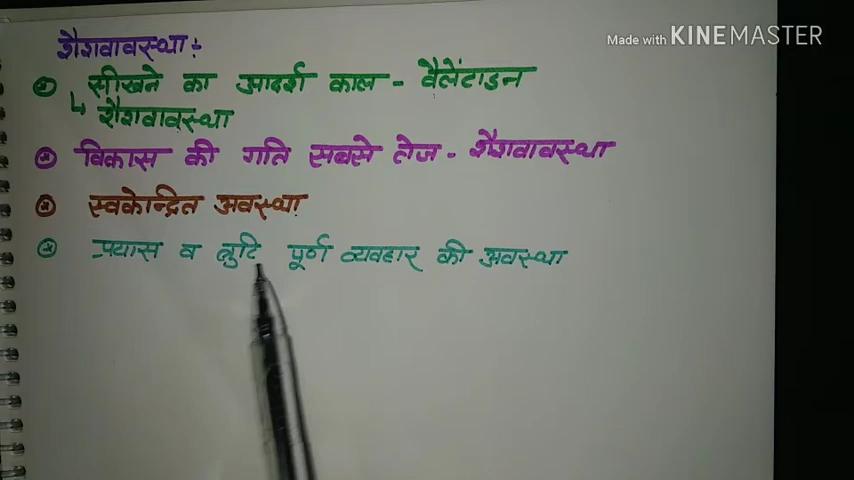 Made with KINEMASTER
शैशवावस्था :-
सीखने का आदर्श काल - वैलेंटाइन
↳ शैशवावस्था
विकास की गति सबसे तेज - शैशवावस्था
स्वकेन्द्रित अवस्था
प्रयास व त्रुटि पूर्ण व्यवहार की अवस्था